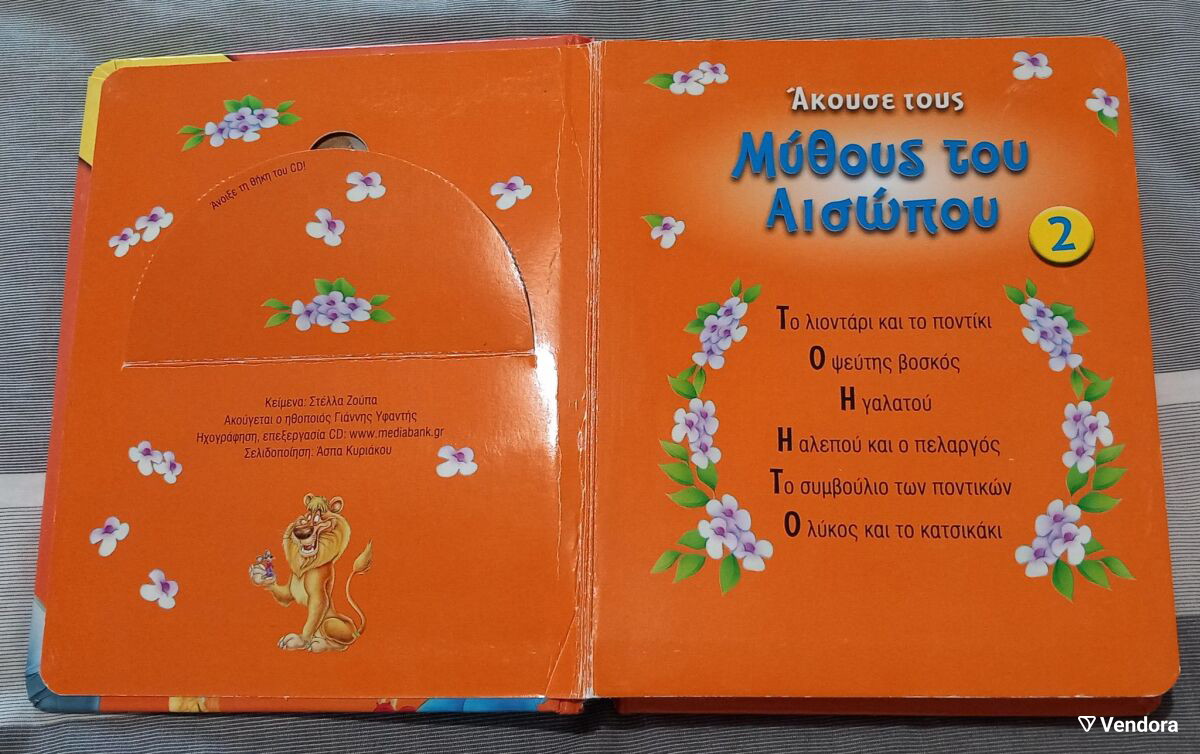 Άνοιξε τη θήκη του CD!
Κείμενα: Στέλλα Ζούπα
Ακούγεται ο ηθοποιός Γιάννης Υφαντής
Ηχογράφηση, επεξεργασία CD: www.mediabank.gr
Σελιδοποίηση: Άσπα Κυριάκου
Άκουσε τους
Μύθους του
Αισώπου
2
Το λιοντάρι και το ποντίκι
Ο ψεύτης βοσκός
Η γαλατού
Η αλεπού και ο πελαργός
Το συμβούλιο των ποντικών
Ο λύκος και το κατσικάκι
Vendora